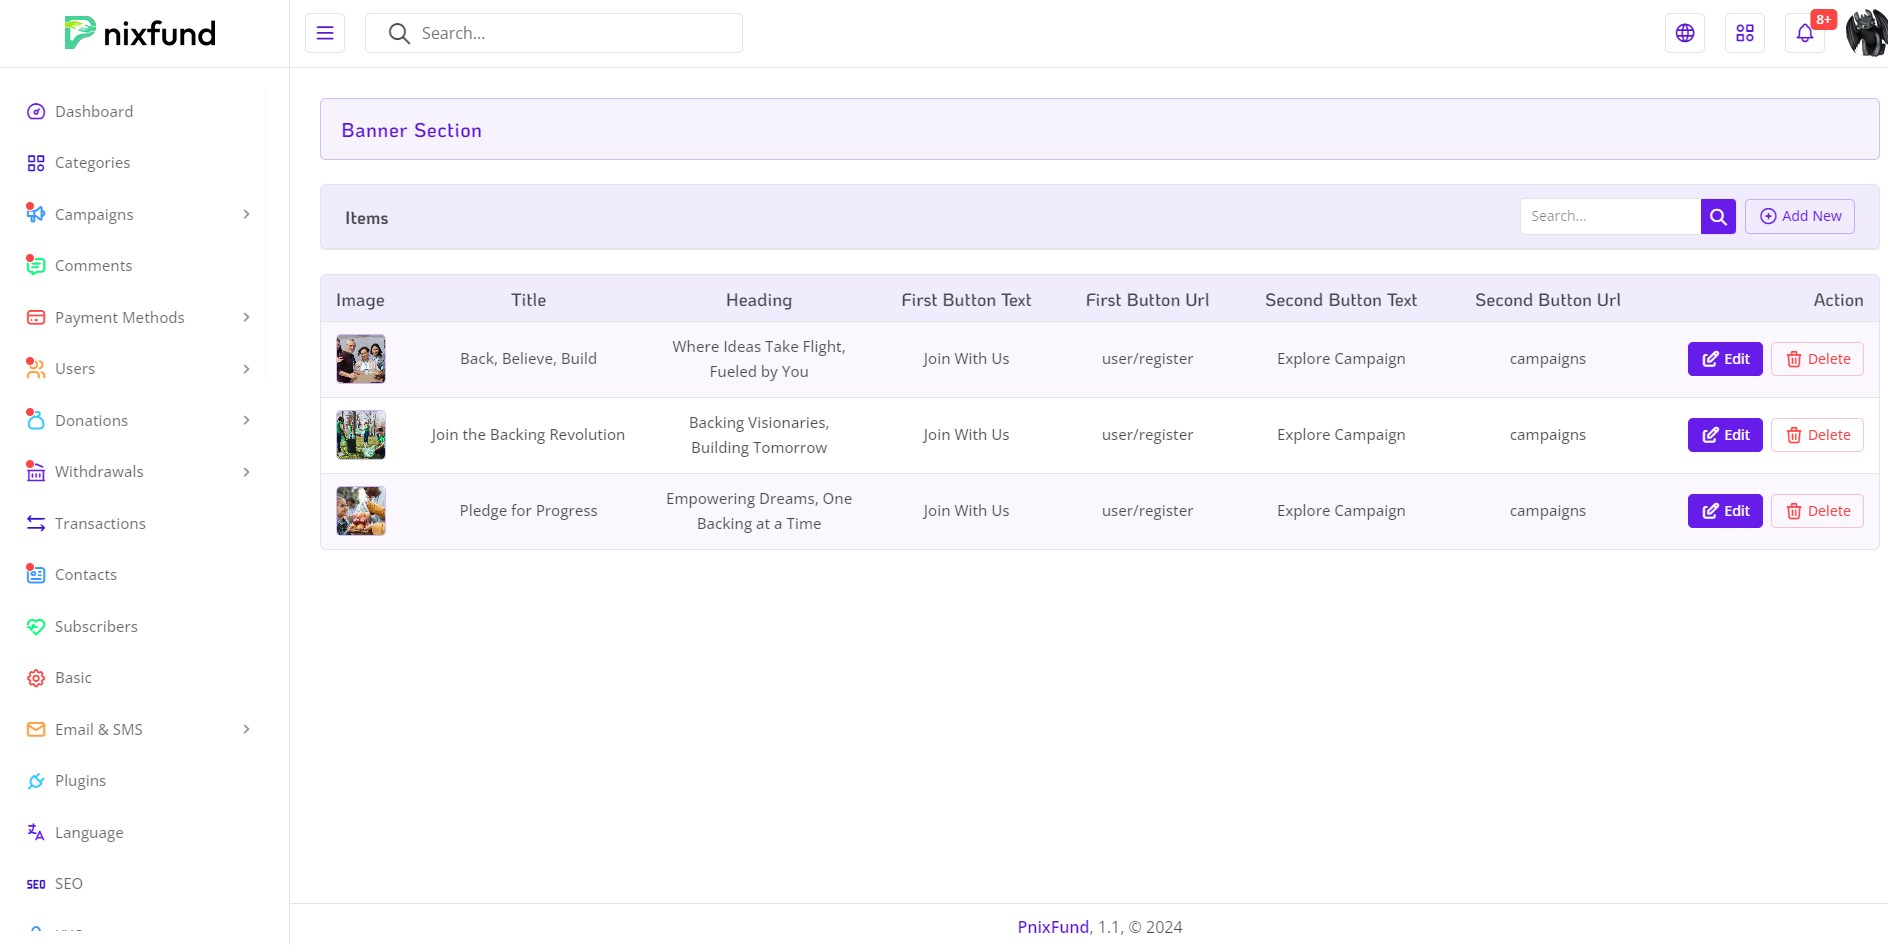 nixfund
Search...
8+
Dashboard
Categories
Campaigns
Comments
Payment Methods
Users
Donations
Withdrawals
Transactions
Contacts
Subscribers
Basic
Email & SMS
Plugins
Language
SEO SEO
Banner Section
Items
Search...
Add New
Image Title Heading First Button Text First Button Url Second Button Text Second Button Url Action
Back, Believe, Build Where Ideas Take Flight, Fueled by You Join With Us user/register Explore Campaign campaigns Edit Delete
Join the Backing Revolution Backing Visionaries, Building Tomorrow Join With Us user/register Explore Campaign campaigns Edit Delete
Pledge for Progress Empowering Dreams, One Backing at a Time Join With Us user/register Explore Campaign campaigns Edit Delete
PnixFund, 1.1, © 2024